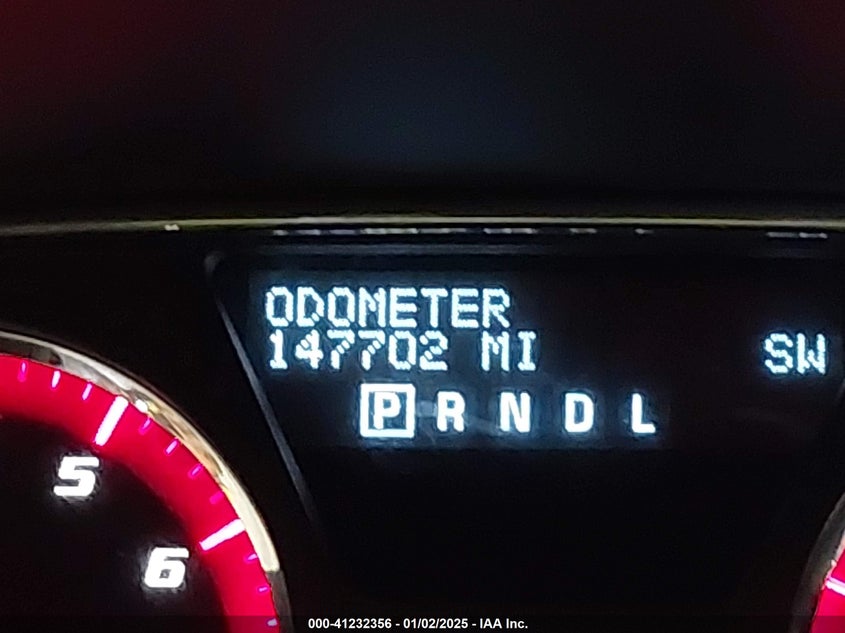 ODOMETER
147702 MI SW
P R N D L
5
6
000-41232356 - 01/02/2025 - IAA Inc.